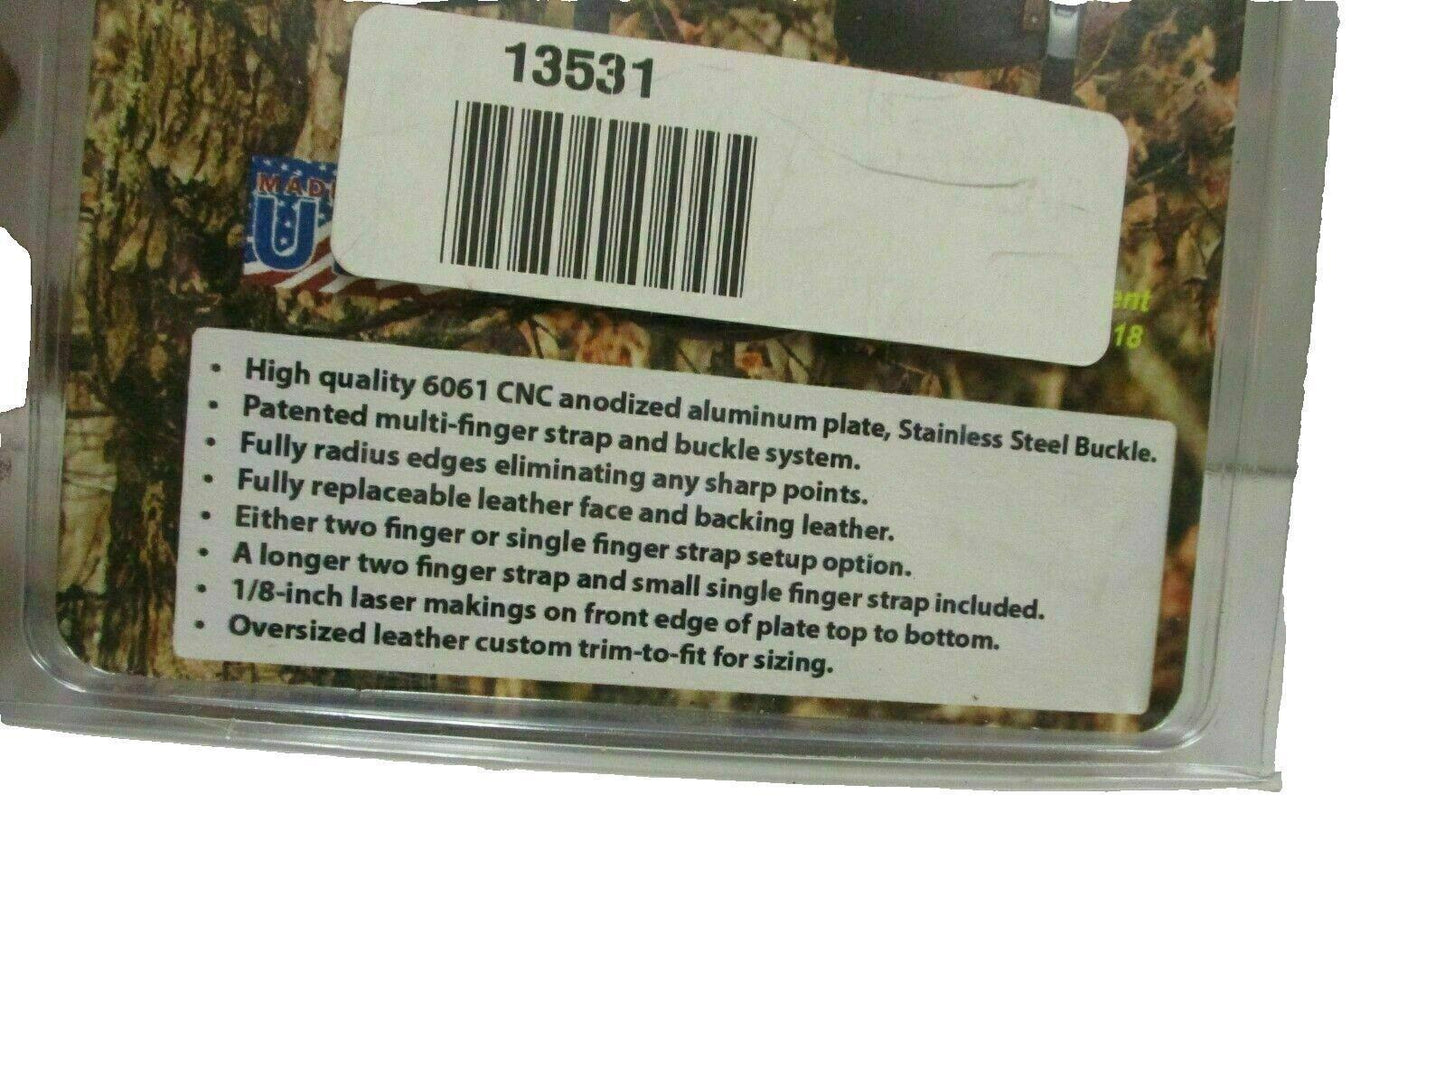 13531
MAD
U
ent
18
• High quality 6061 CNC anodized aluminum plate, Stainless Steel Buckle.
• Patented multi-finger strap and buckle system.
• Fully radius edges eliminating any sharp points.
• Fully replaceable leather face and backing leather.
• Either two finger or single finger strap setup option.
• A longer two finger strap and small single finger strap included.
• 1/8-inch laser makings on front edge of plate top to bottom.
• Oversized leather custom trim-to-fit for sizing.